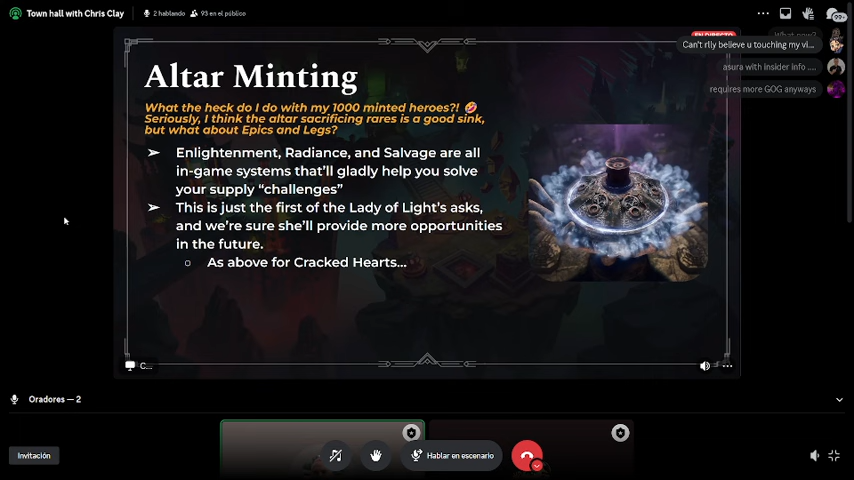 Town hall with Chris Clay
2 hablando
93 en el público
99+
EN DIRECTO
Can't rlly believe u touching my vi...
asura with insider info ....
requires more GOG anyways
Altar Minting
What the heck do I do with my 1000 minted heroes?! 🤣
Seriously, I think the altar sacrificing rares is a good sink,
but what about Epics and Legs?
➤ Enlightenment, Radiance, and Salvage are all
in-game systems that'll gladly help you solve
your supply “challenges”
➤ This is just the first of the Lady of Light's asks,
and we're sure she'll provide more opportunities
in the future.
○ As above for Cracked Hearts...
C...
Oradores — 2
Invitación
Hablar en escenario